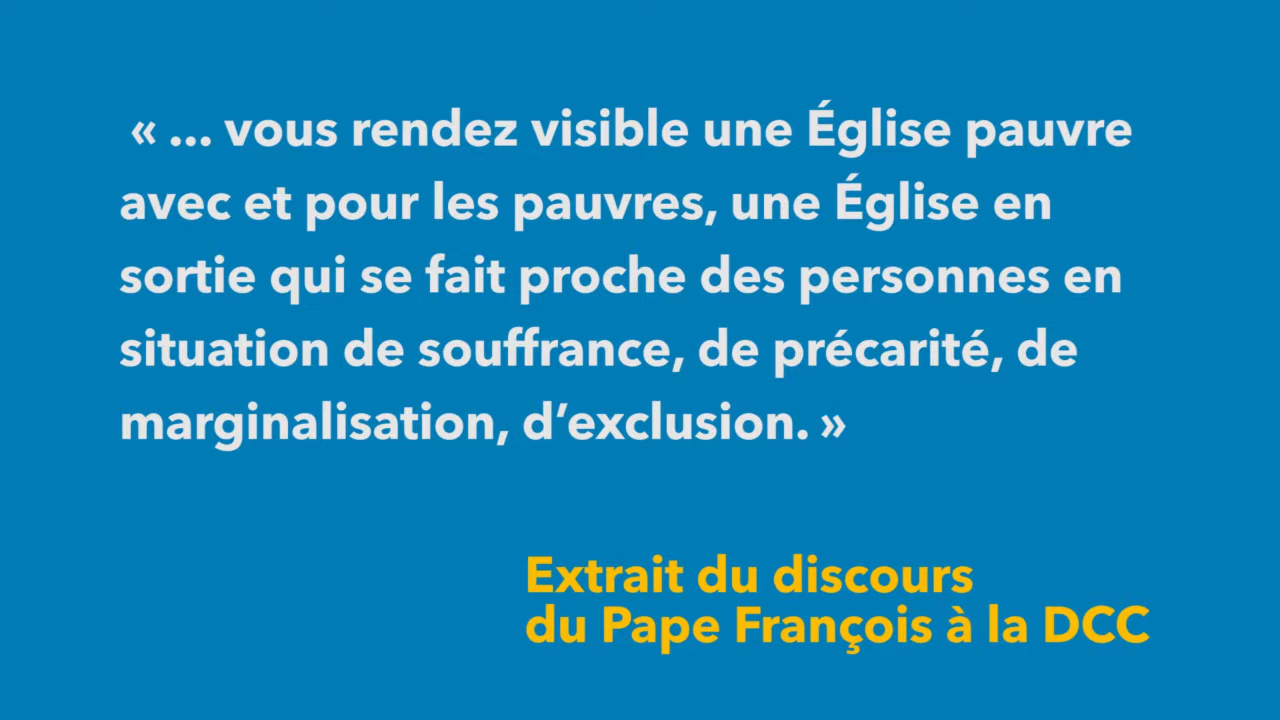 « ... vous rendez visible une Église pauvre
avec et pour les pauvres, une Église en
sortie qui se fait proche des personnes en
situation de souffrance, de précarité, de
marginalisation, d’exclusion. »
Extrait du discours
du Pape François à la DCC